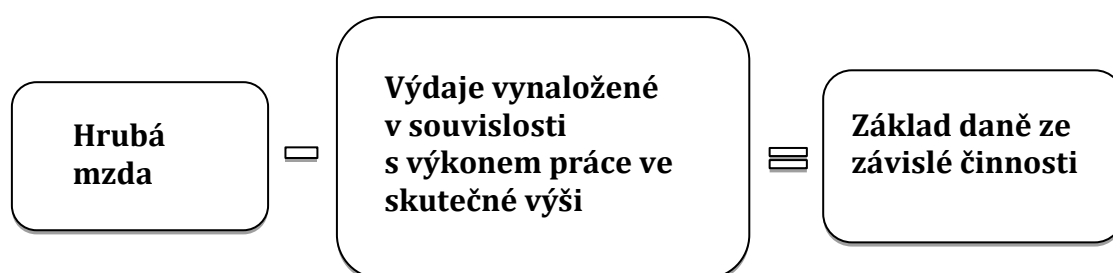 Hrubá
mzda
Výdaje vynaložené
v souvislosti
s výkonem práce ve
skutečné výši
Základ daně ze
závislé činnosti